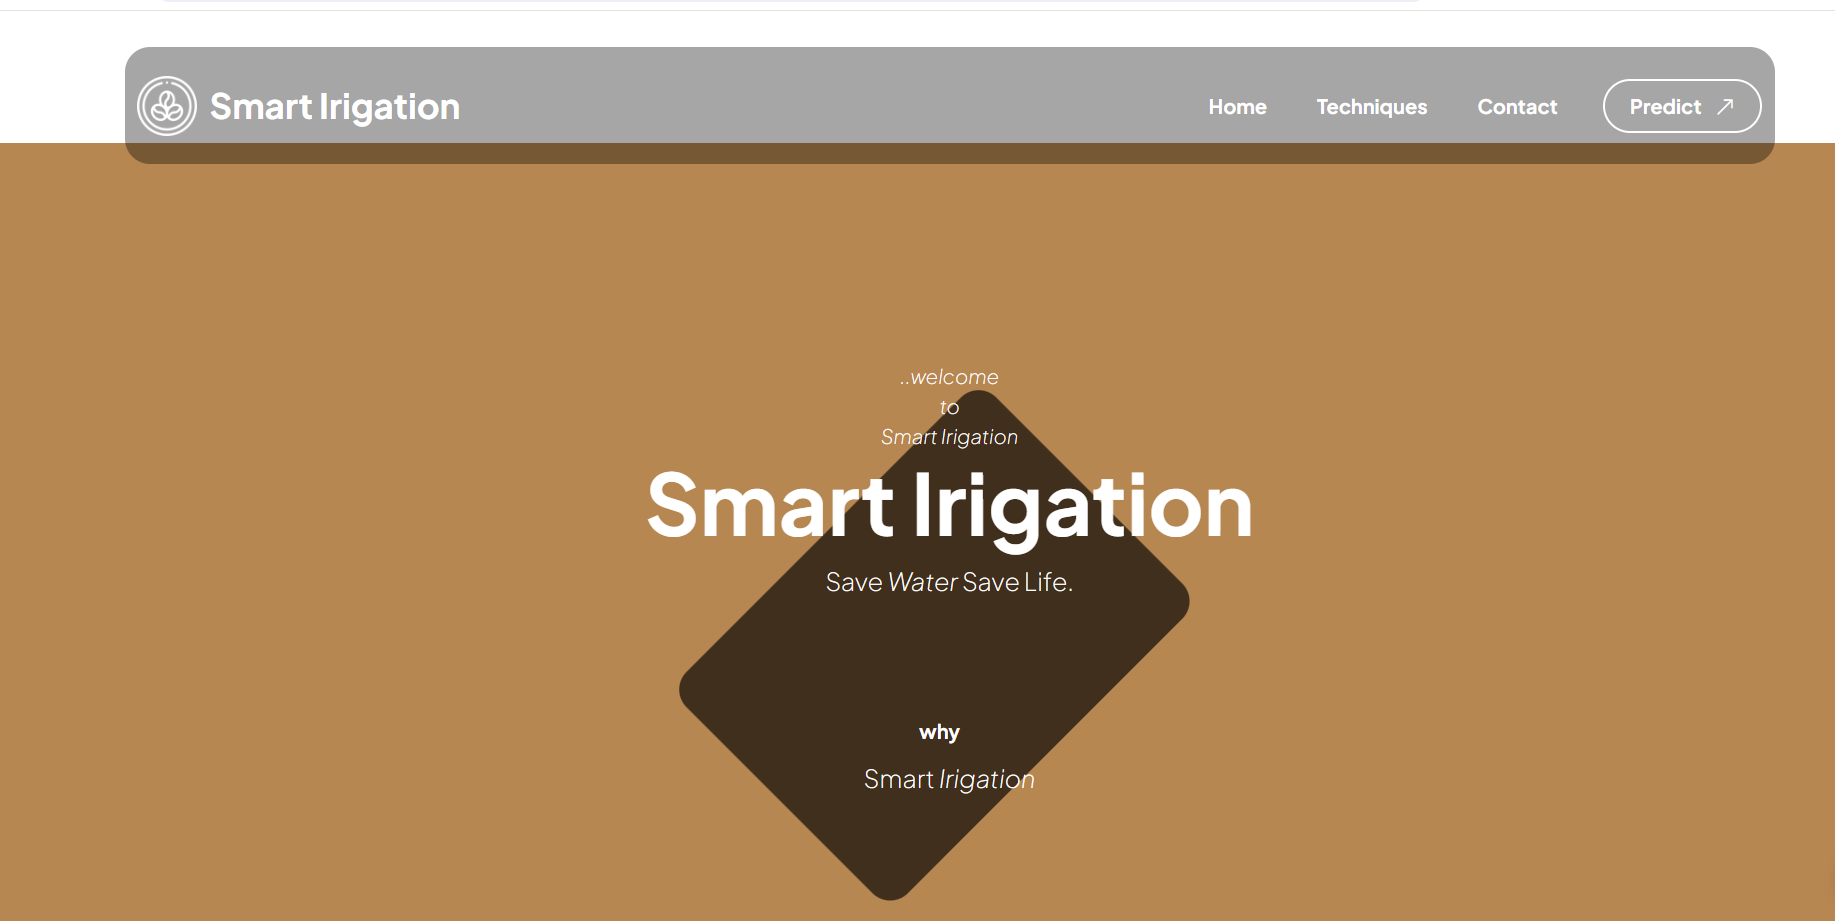 Smart Irigation
Home Techniques Contact Predict
..welcome
to
Smart Irigation
Smart Irigation
Save Water Save Life.
why
Smart Irigation